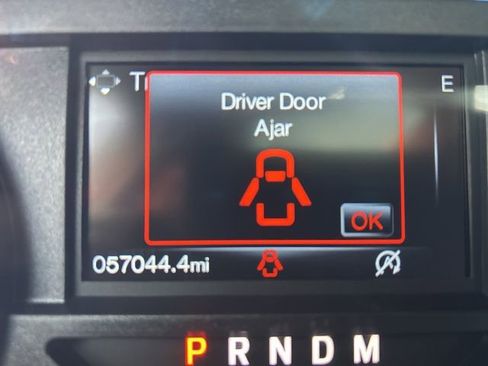 E
Driver Door
Ajar
OK
057044.4mi
P R N D M